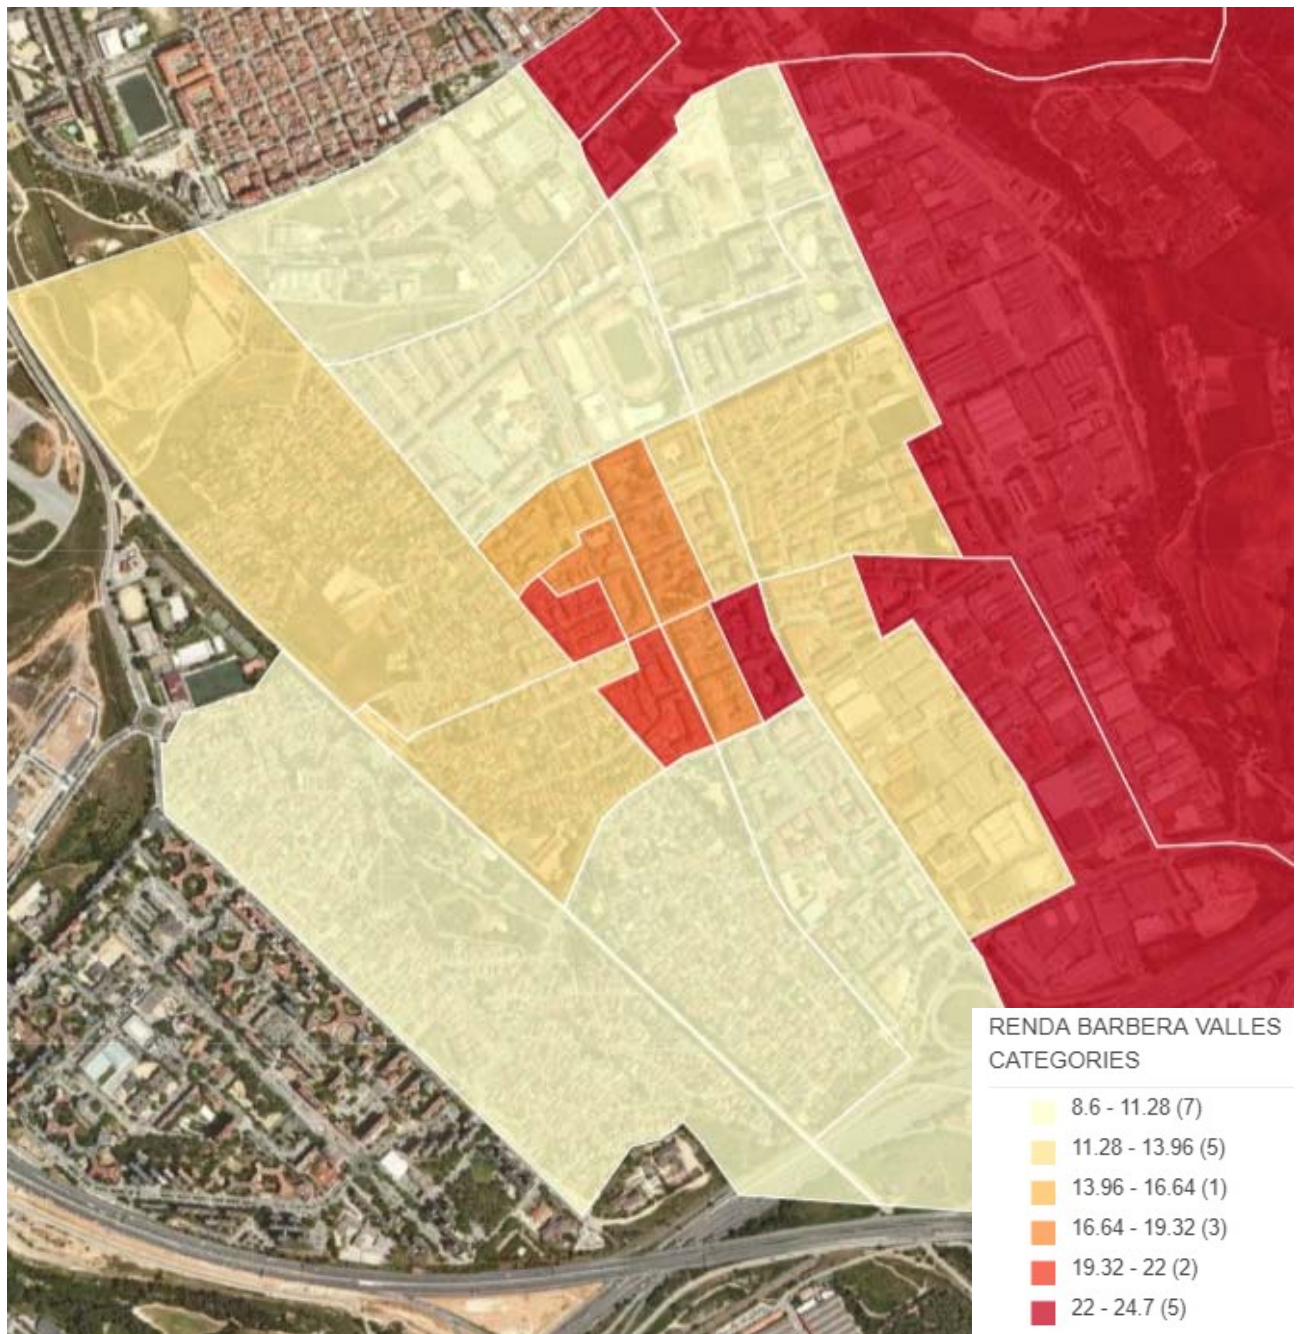 RENDA BARBERA VALLES
CATEGORIES
8.6 - 11.28 (7)
11.28 - 13.96 (5)
13.96 - 16.64 (1)
16.64 - 19.32 (3)
19.32 - 22 (2)
22 - 24.7 (5)